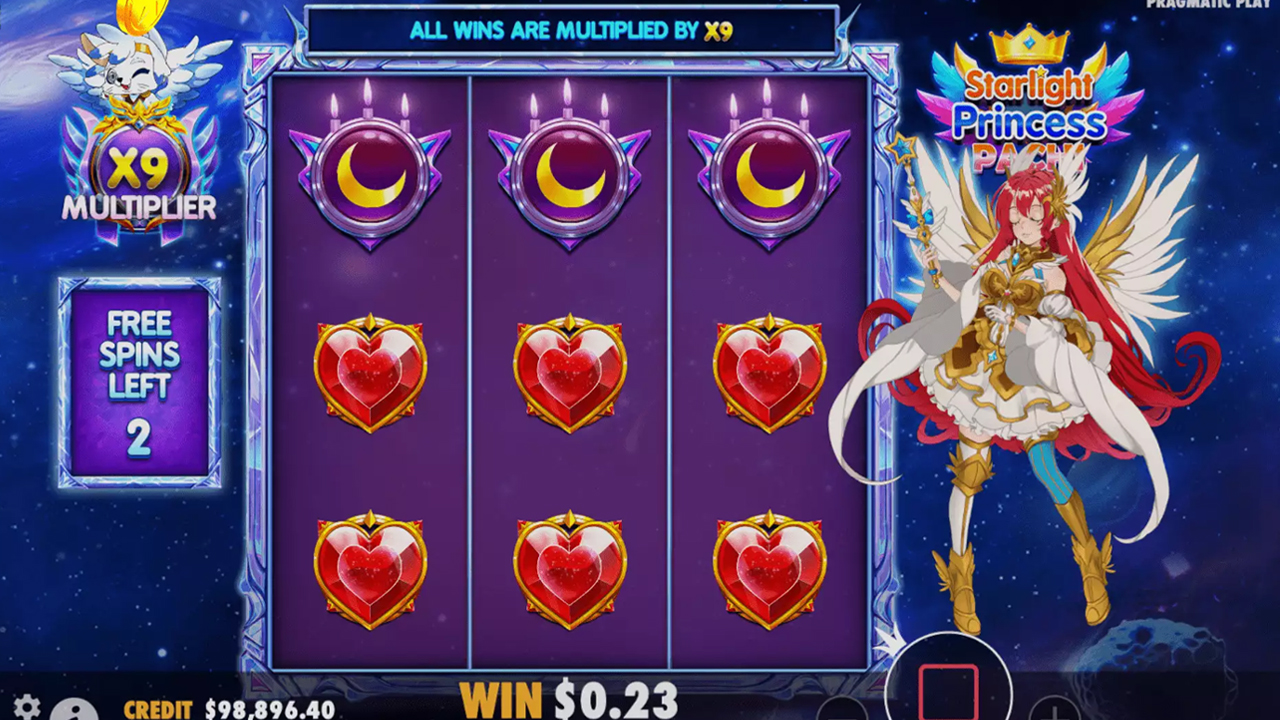 PRAGMATIC PLAY
ALL WINS ARE MULTIPLIED BY X9
Starlight
Princess
PACHI
X9
MULTIPLIER
FREE
SPINS
LEFT
2
CREDIT $98,896.40
WIN $0.23